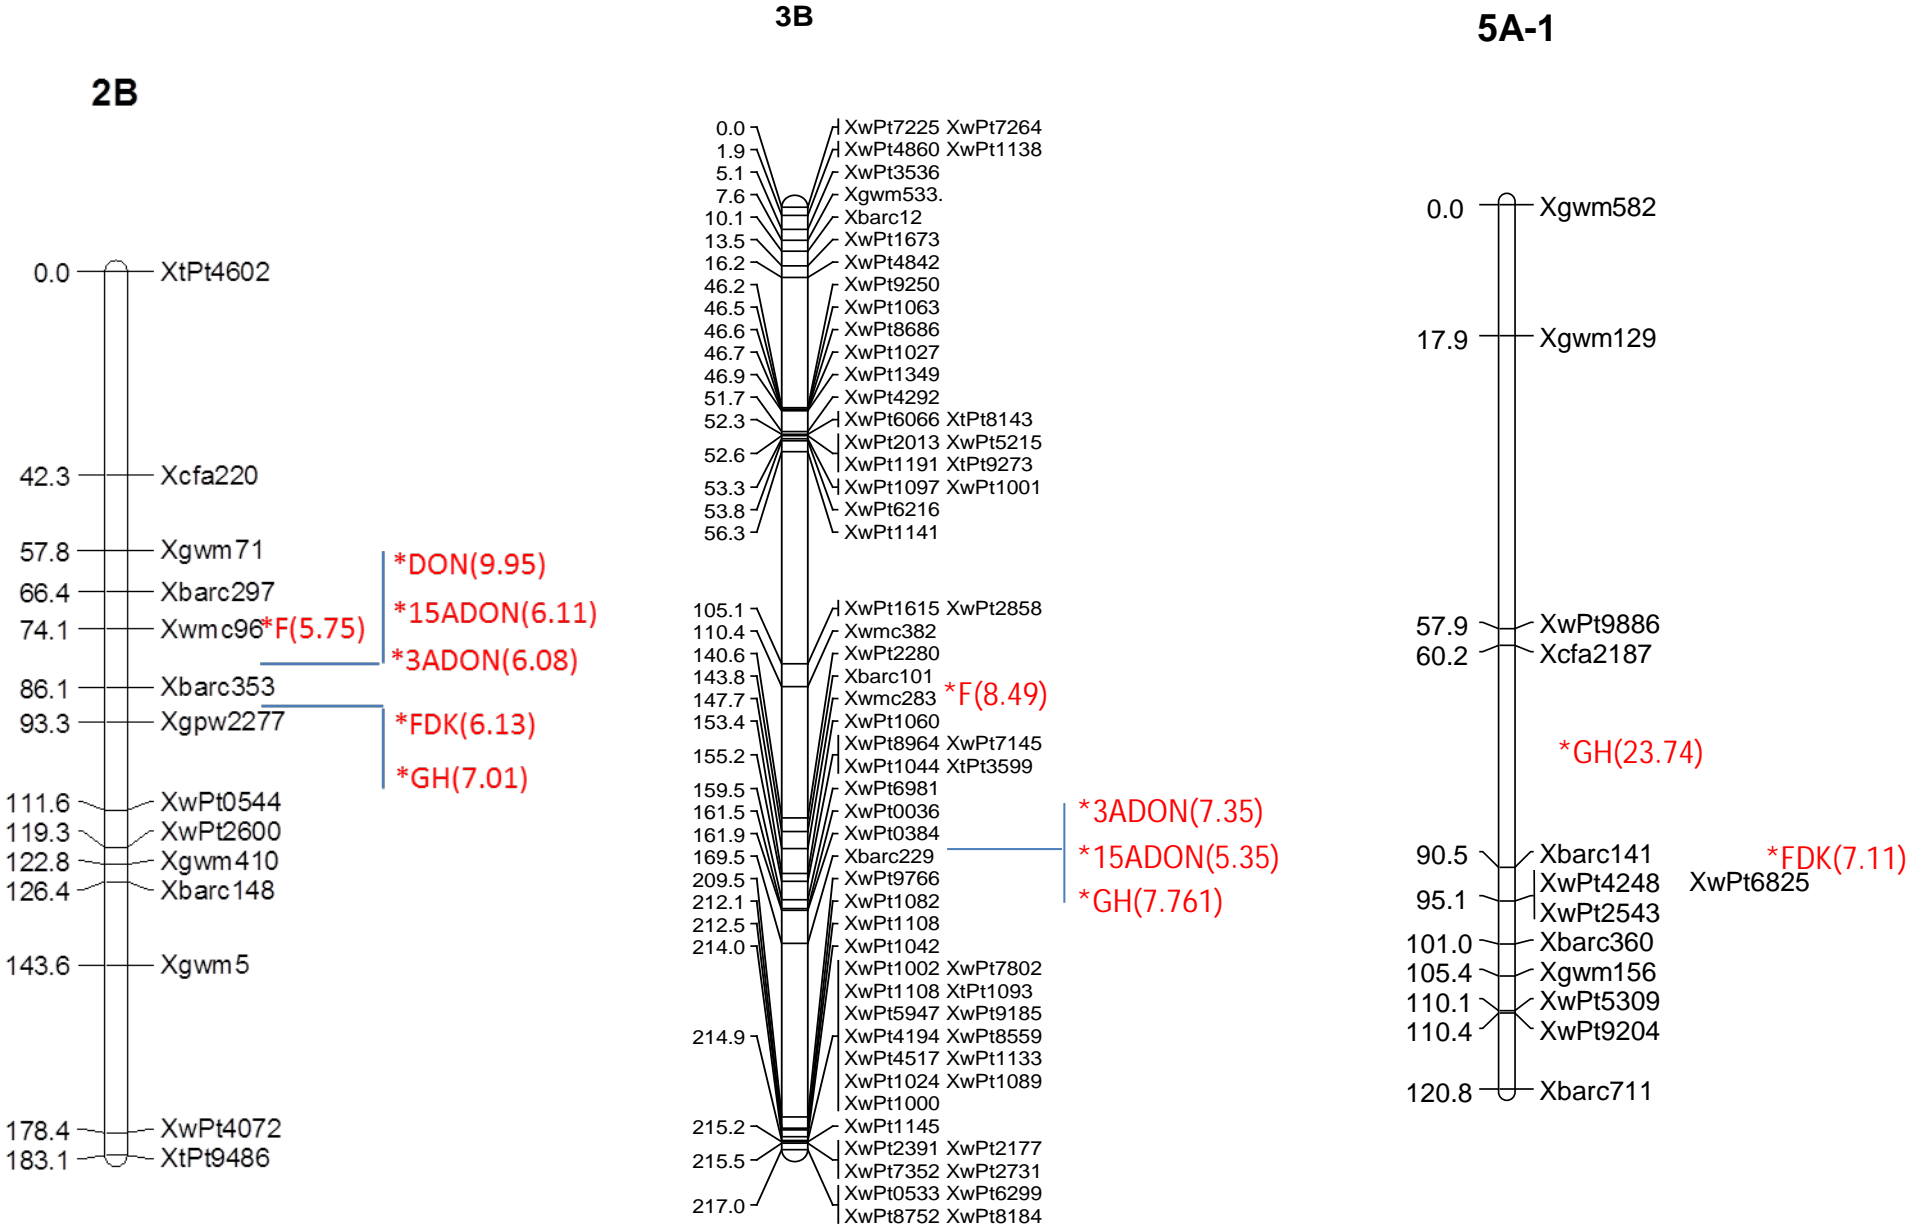 2B
0.0 XtPt4602
42.3 Xcfa220
57.8 Xgwm71
66.4 Xbarc297
74.1 Xwmc96 *F(5.75)
86.1 Xbarc353
93.3 Xgpw2277
111.6 XwPt0544
119.3 XwPt2600
122.8 Xgwm410
126.4 Xbarc148
143.6 Xgwm5
178.4 XwPt4072
183.1 XtPt9486
*DON(9.95)
*15ADON(6.11)
*3ADON(6.08)
*FDK(6.13)
*GH(7.01)
3B
0.0 XwPt7225 XwPt7264
1.9 XwPt4860 XwPt1138
5.1 XwPt3536
7.6 Xgwm533.
10.1 Xbarc12
13.5 XwPt1673
16.2 XwPt4842
46.2 XwPt9250
46.5 XwPt1063
46.6 XwPt8686
46.7 XwPt1027
46.9 XwPt1349
51.7 XwPt4292
52.3 XwPt6066 XtPt8143
52.6 XwPt2013 XwPt5215
XwPt1191 XtPt9273
53.3 XwPt1097 XwPt1001
53.8 XwPt6216
56.3 XwPt1141
105.1 XwPt1615 XwPt2858
110.4 Xwmc382
140.6 XwPt2280
143.8 Xbarc101
147.7 Xwmc283 *F(8.49)
153.4 XwPt1060
155.2 XwPt8964 XwPt7145
XwPt1044 XtPt3599
159.5 XwPt6981
161.5 XwPt0036
161.9 XwPt0384
169.5 Xbarc229
209.5 XwPt9766
212.1 XwPt1082
212.5 XwPt1108
214.0 XwPt1042
XwPt1002 XwPt7802
XwPt1108 XtPt1093
XwPt5947 XwPt9185
214.9 XwPt4194 XwPt8559
XwPt4517 XwPt1133
XwPt1024 XwPt1089
XwPt1000
215.2 XwPt1145
215.5 XwPt2391 XwPt2177
XwPt7352 XwPt2731
217.0 XwPt0533 XwPt6299
XwPt8752 XwPt8184
*3ADON(7.35)
*15ADON(5.35)
*GH(7.761)
5A-1
0.0 Xgwm582
17.9 Xgwm129
57.9 XwPt9886
60.2 Xcfa2187
*GH(23.74)
90.5 Xbarc141 *FDK(7.11)
95.1 XwPt4248 XwPt6825
XwPt2543
101.0 Xbarc360
105.4 Xgwm156
110.1 XwPt5309
110.4 XwPt9204
120.8 Xbarc711